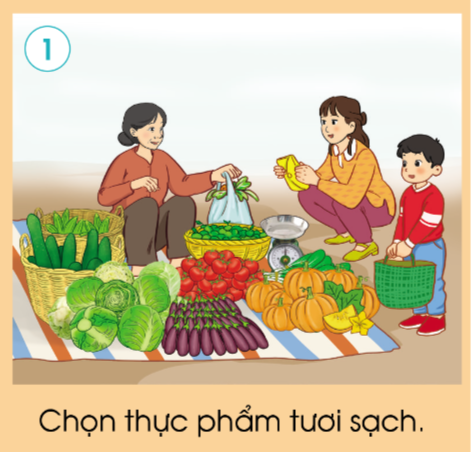 1
Chọn thực phẩm tươi sạch.